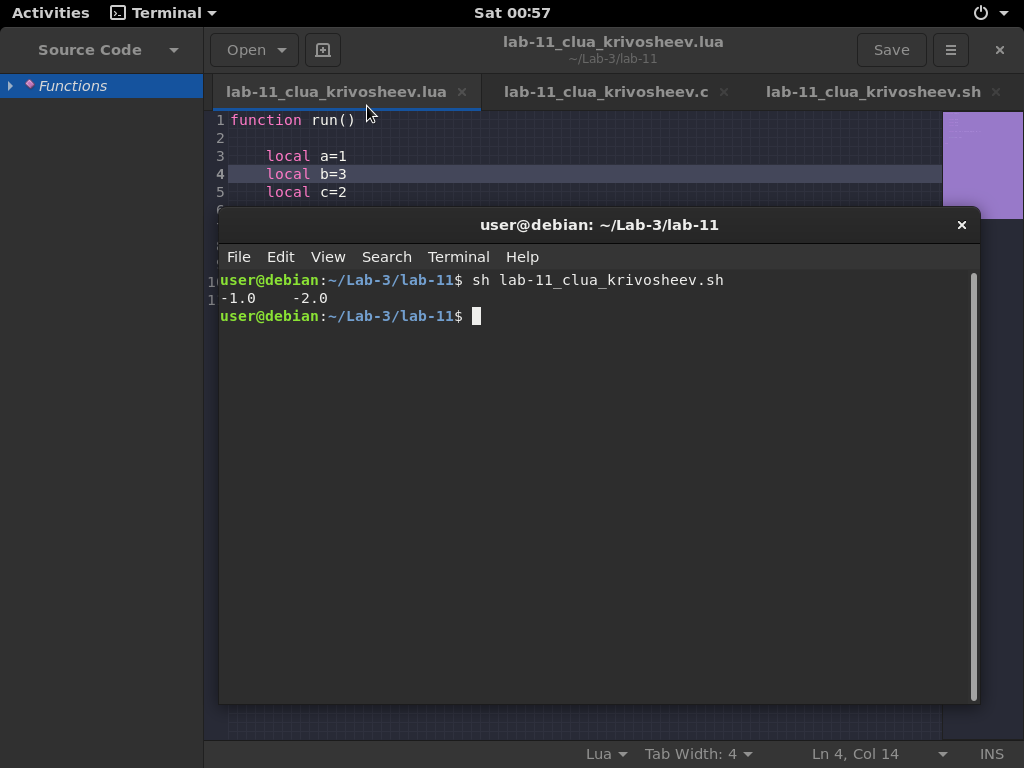 Activities Terminal Sat 00:57
Source Code Open lab-11_clua_krivosheev.lua Save
~/Lab-3/lab-11
Functions
lab-11_clua_krivosheev.lua lab-11_clua_krivosheev.c lab-11_clua_krivosheev.sh
1 function run()
2
3 local a=1
4 local b=3
5 local c=2
user@debian: ~/Lab-3/lab-11
File Edit View Search Terminal Help
user@debian:~/Lab-3/lab-11$ sh lab-11_clua_krivosheev.sh
-1.0 -2.0
user@debian:~/Lab-3/lab-11$
Lua Tab Width: 4 Ln 4, Col 14 INS